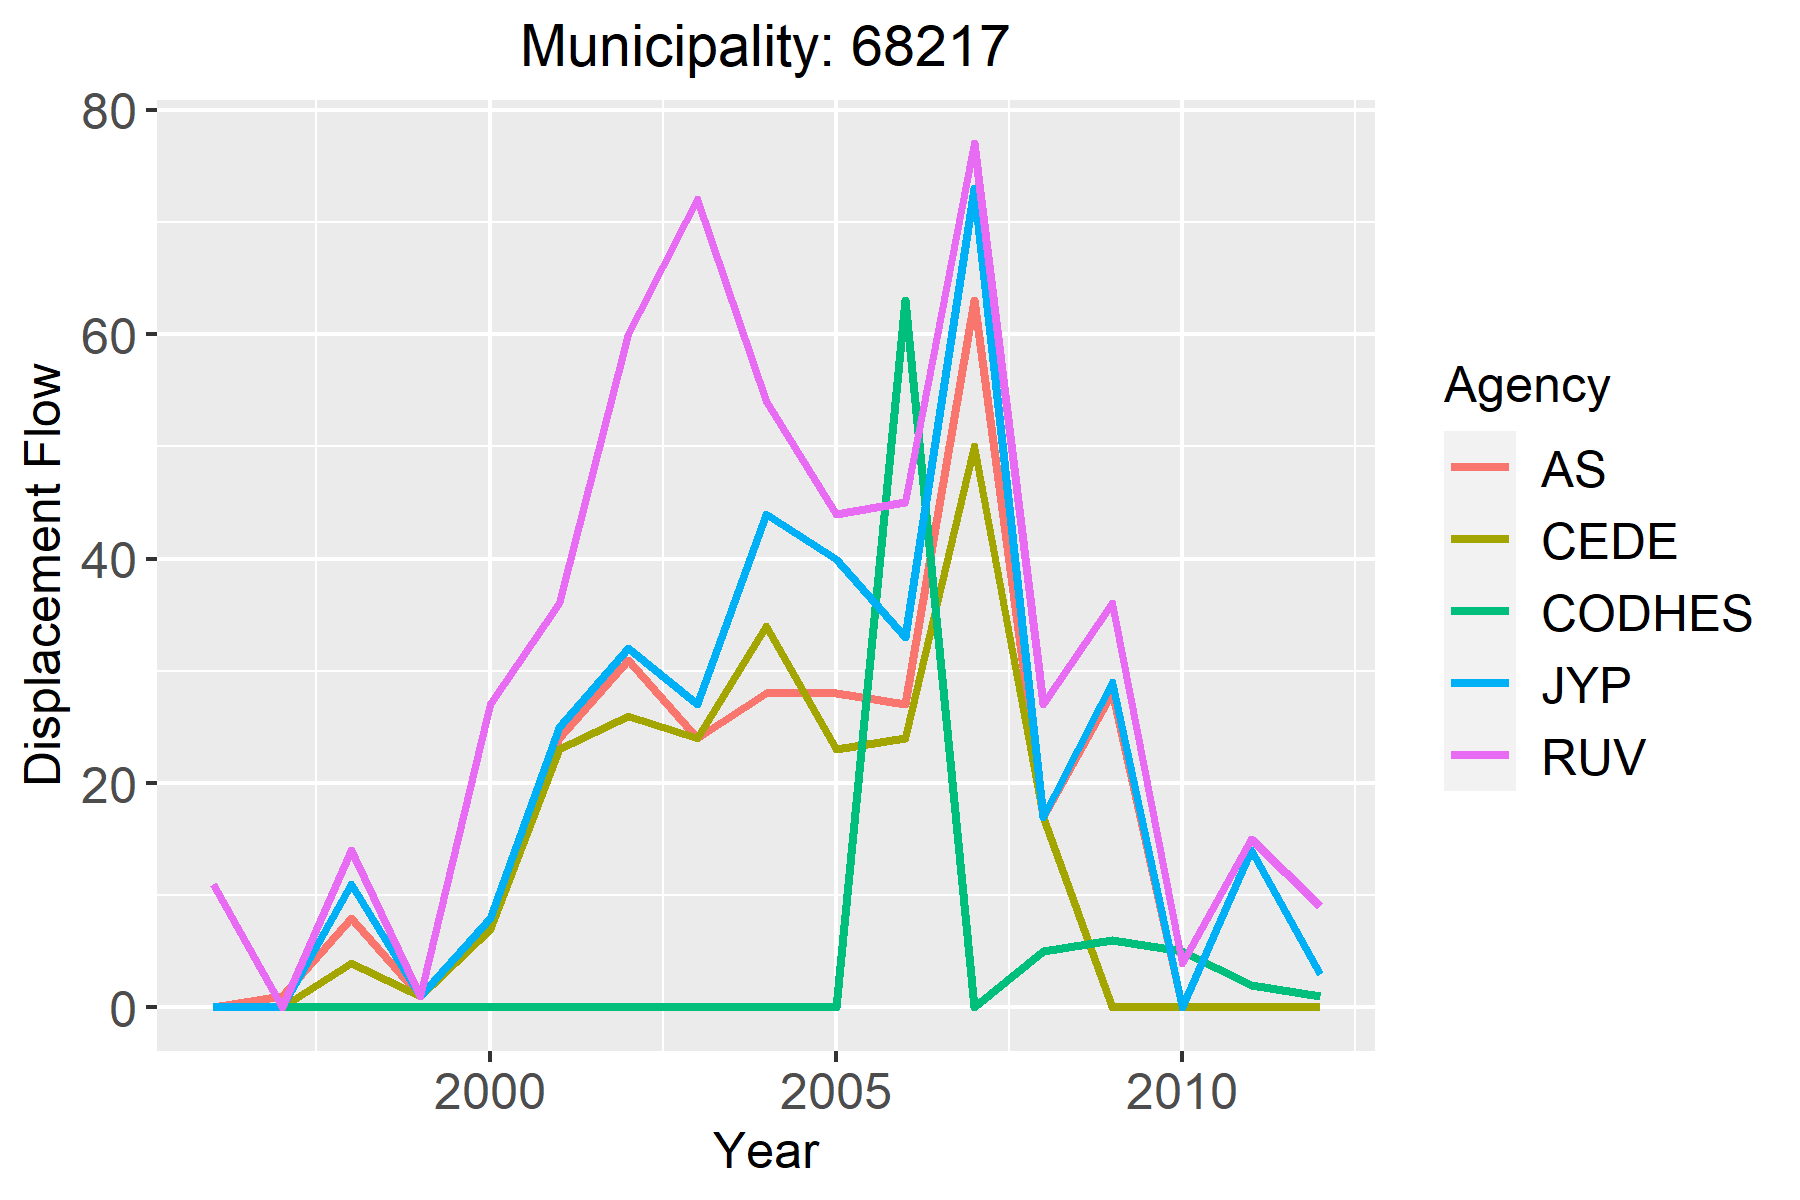 Municipality: 68217
80
60
40
20
0
Displacement Flow
2000 2005 2010
Year
Agency
AS
CEDE
CODHES
JYP
RUV